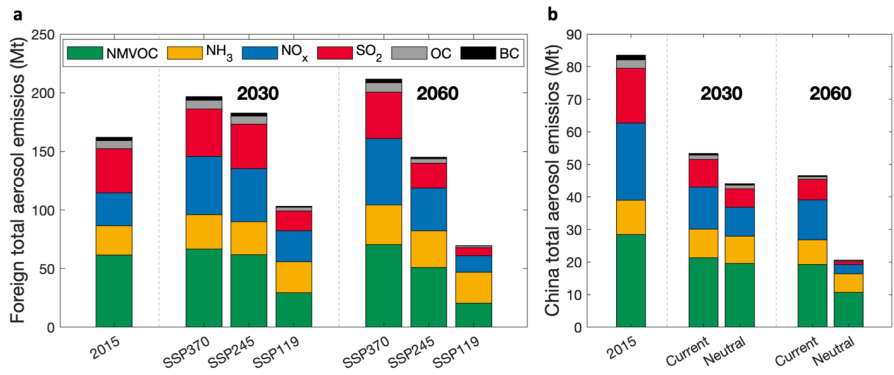 a
Foreign total aerosol emissios (Mt)
250
200
150
100
50
0
NMVOC NH3 NOx SO2 OC BC
2030 2060
2015 SSP370 SSP245 SSP119 SSP370 SSP245 SSP119
b
China total aerosol emissios (Mt)
90
80
70
60
50
40
30
20
10
0
2030 2060
2015 Current Neutral Current Neutral